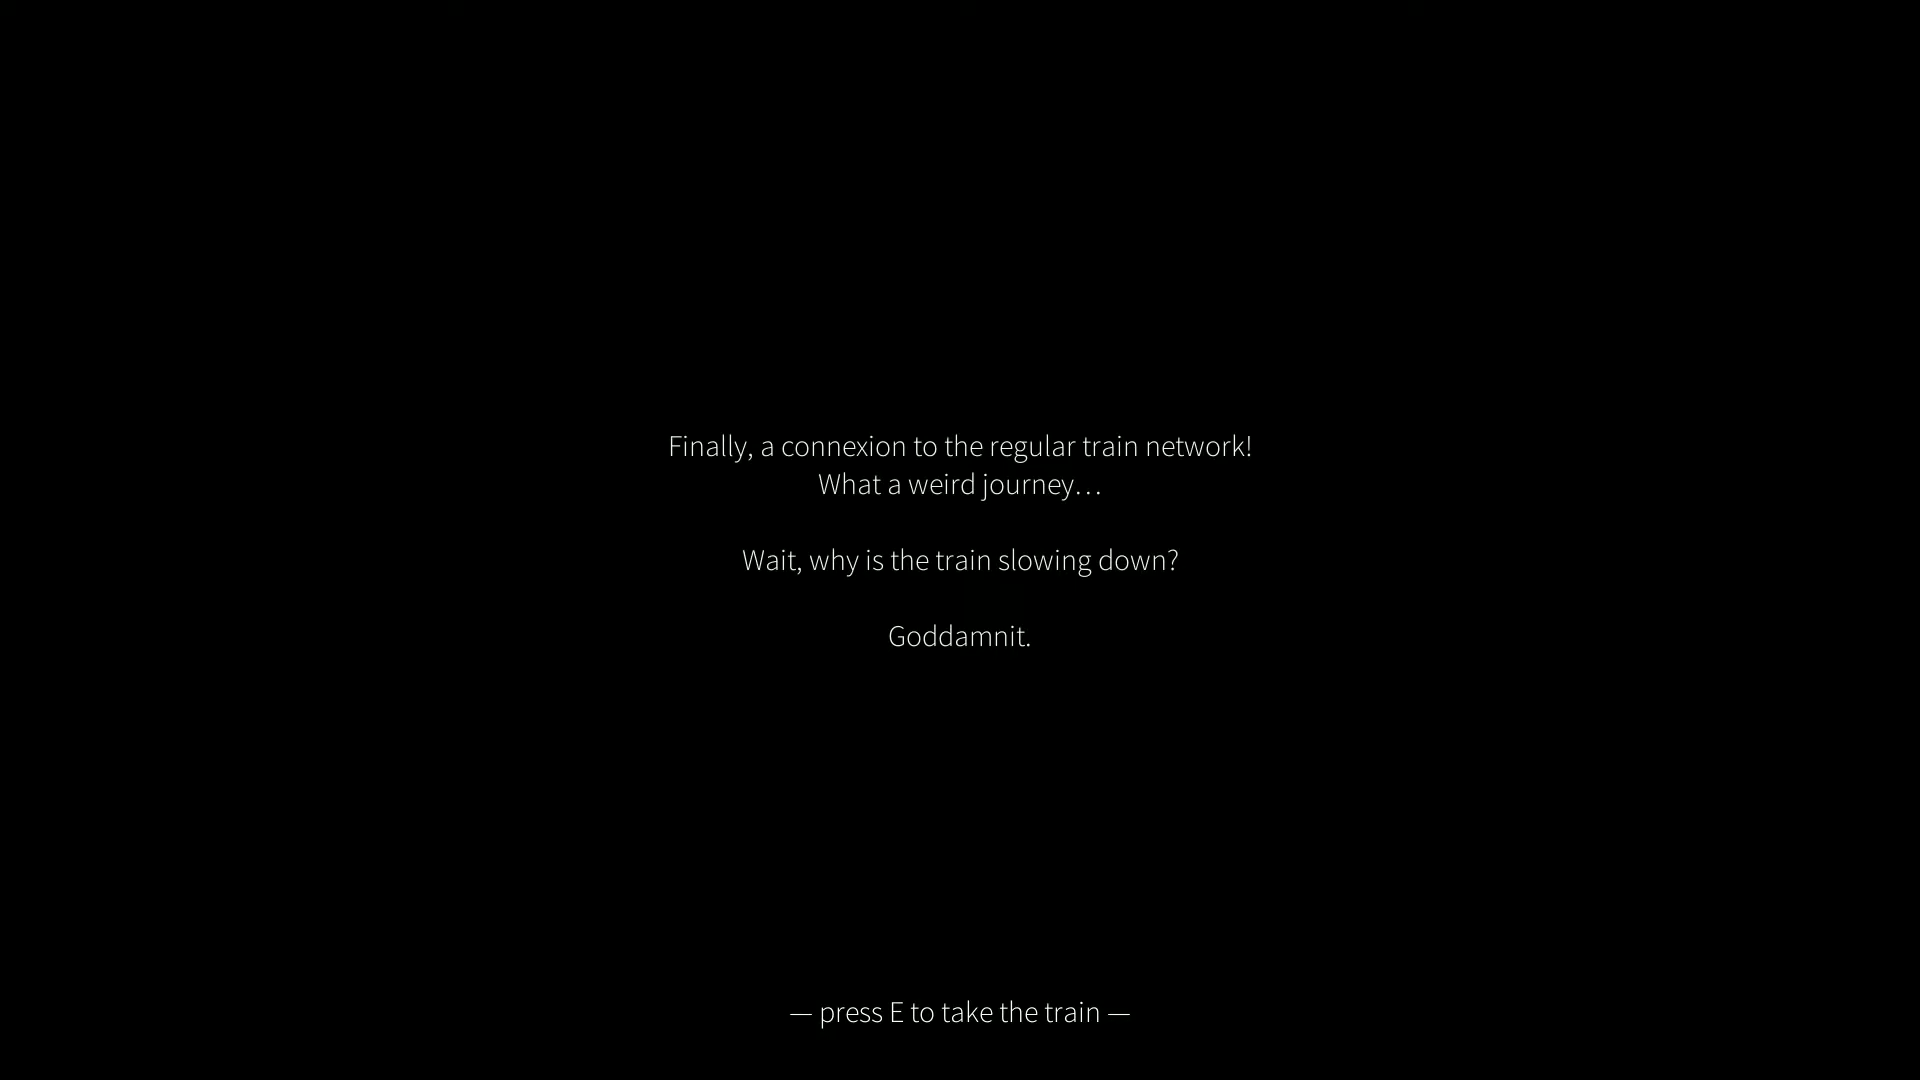 Finally, a connexion to the regular train network!
What a weird journey…
Wait, why is the train slowing down?
Goddamnit.
— press E to take the train —